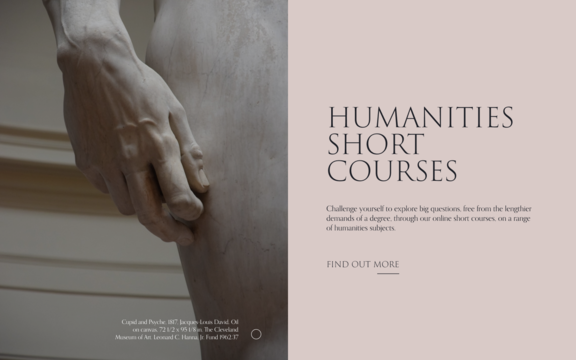 HUMANITIES
SHORT
COURSES
Challenge yourself to explore big questions, free from the lengthier
demands of a degree, through our online short courses, on a range
of humanities subjects.
FIND OUT MORE
Cupid and Psyche, 1817. Jacques-Louis David. Oil
on canvas, 72 1/2 x 95 1/8 in. The Cleveland
Museum of Art, Leonard C. Hanna, Jr. Fund 1962.37